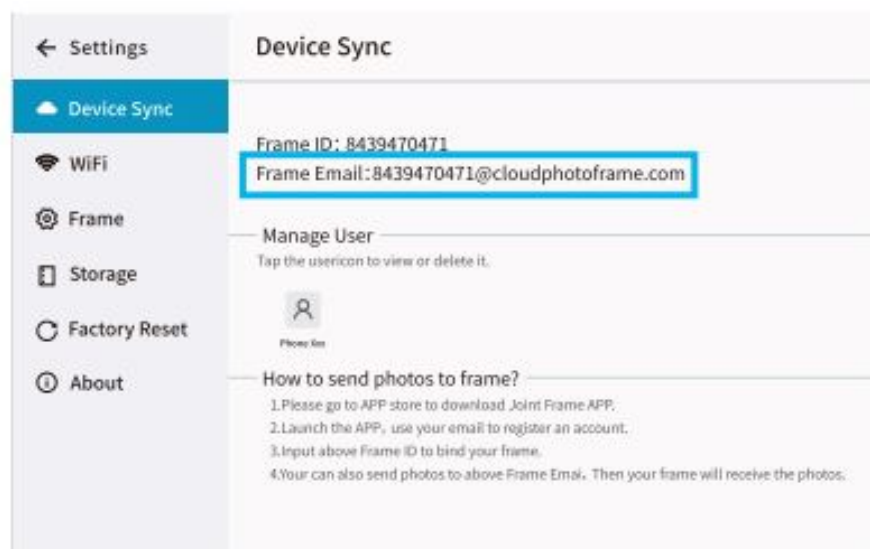 Settings
Device Sync
WiFi
Frame
Storage
Factory Reset
About
Device Sync
Frame ID: 8439470471
Frame Email:8439470471@cloudphotoframe.com
Manage User
Tap the usericon to view or delete it.
Phone
How to send photos to frame?
1.Please go to APP store to download Joint Frame APP.
2.Launch the APP, use your email to register an account.
3.Input above Frame ID to bind your frame.
4.Your can also send photos to above Frame Emai. Then your frame will receive the photos.